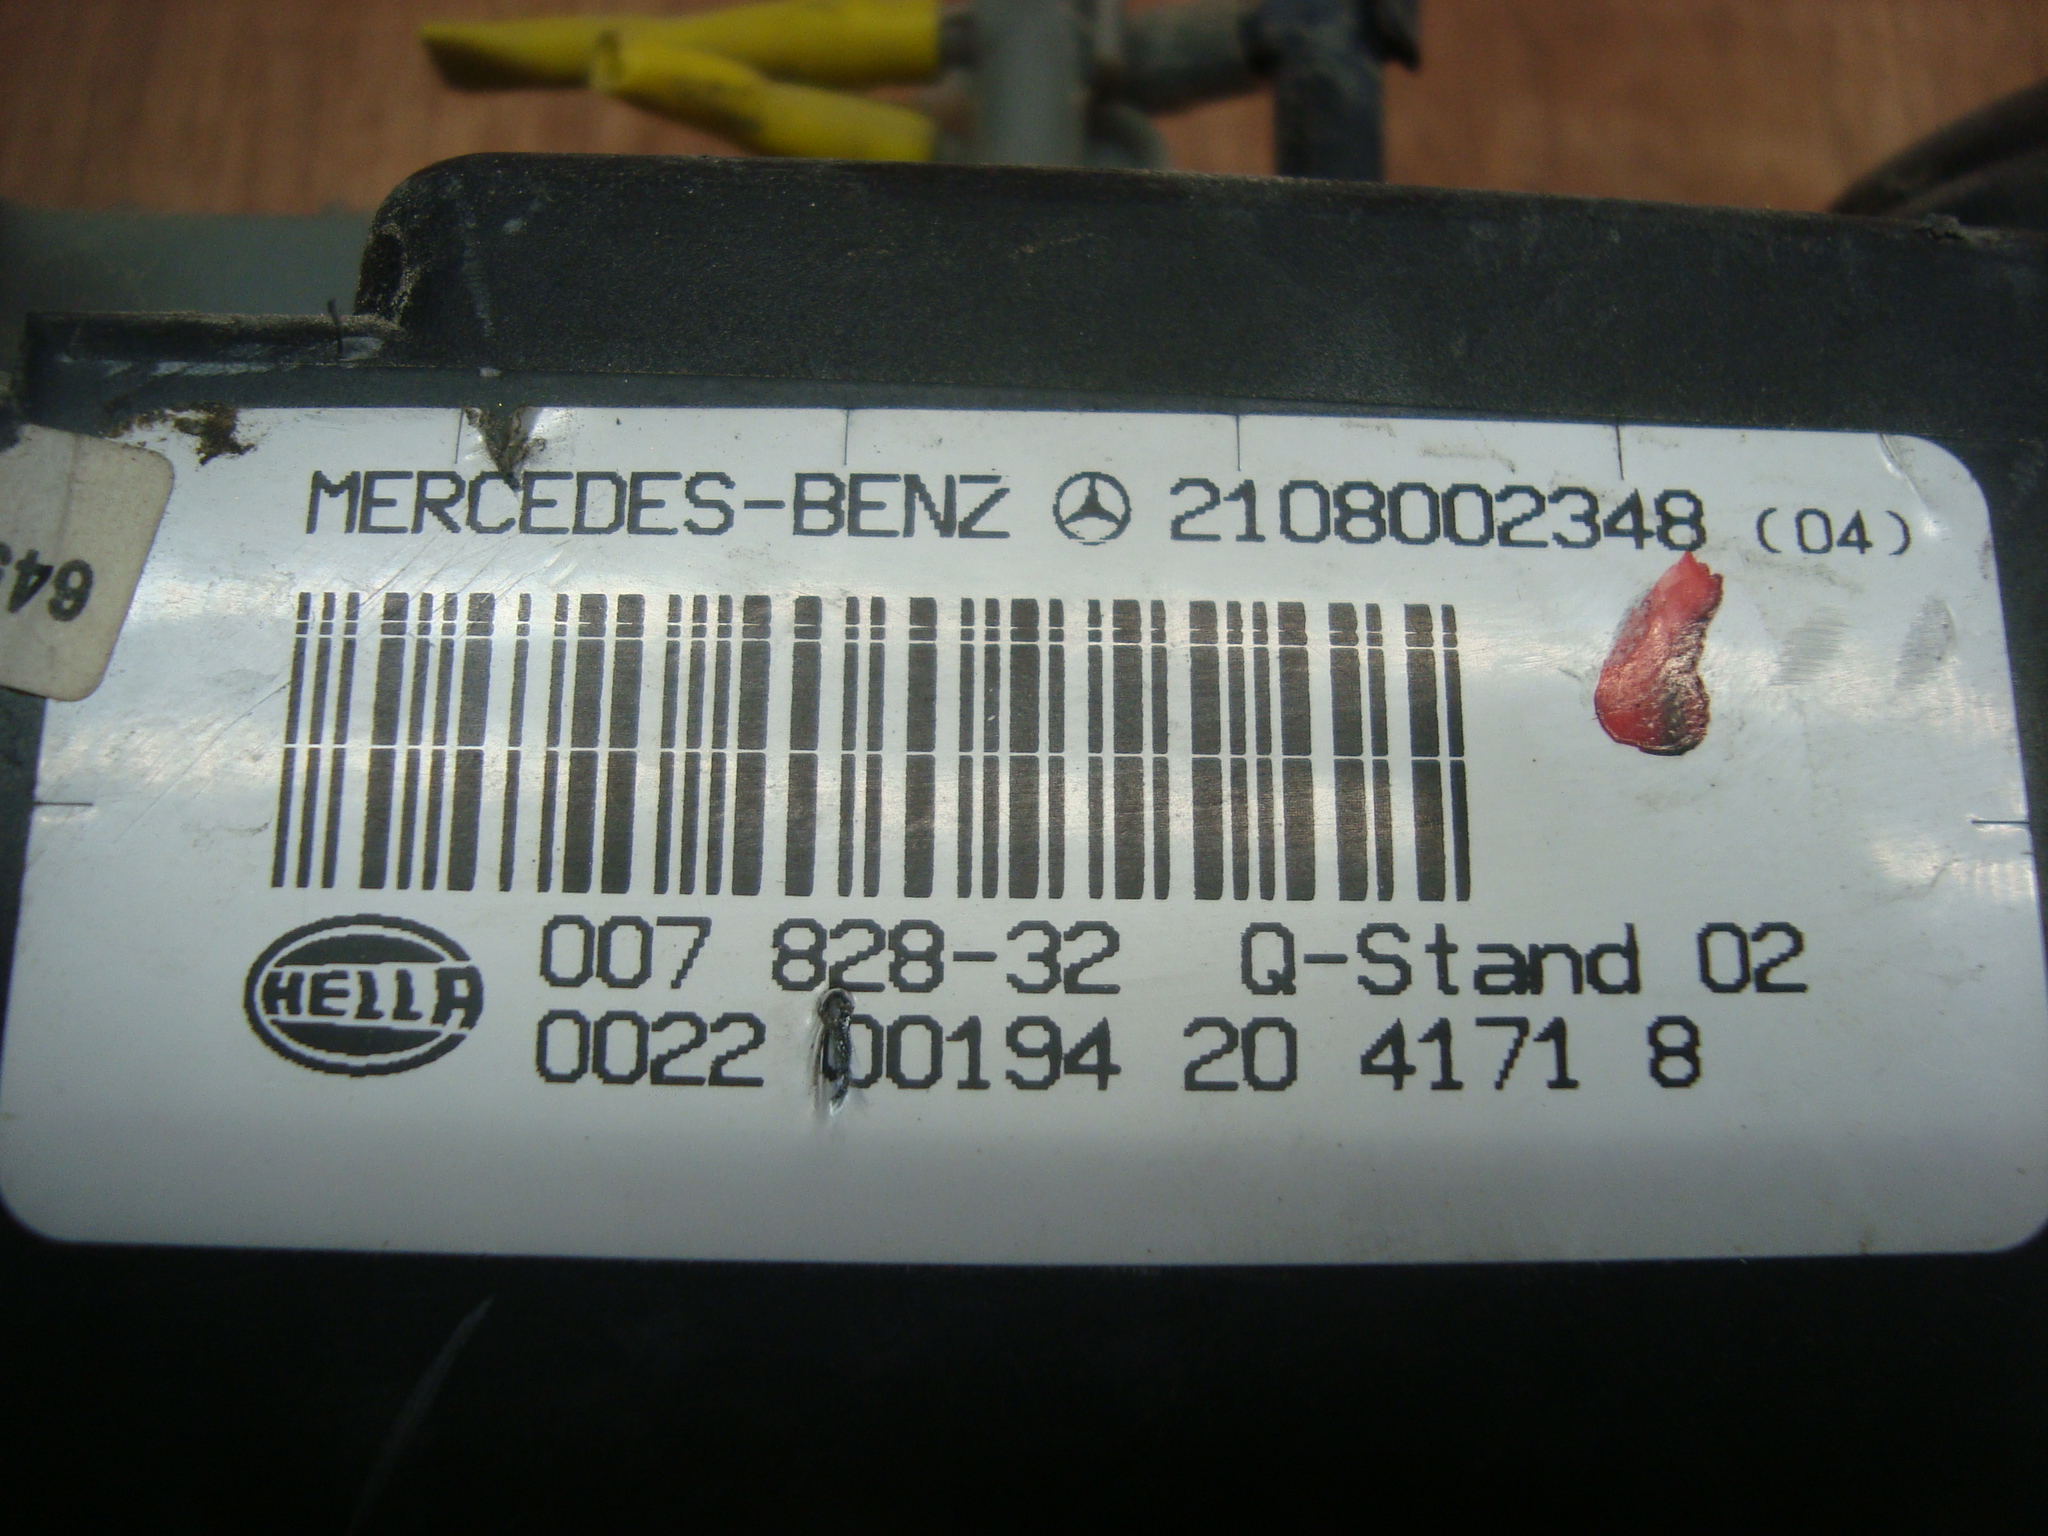 MERCEDES-BENZ 2108002348 (04)
HELLA
007 828-32 Q-Stand 02
0022 00194 20 4171 8